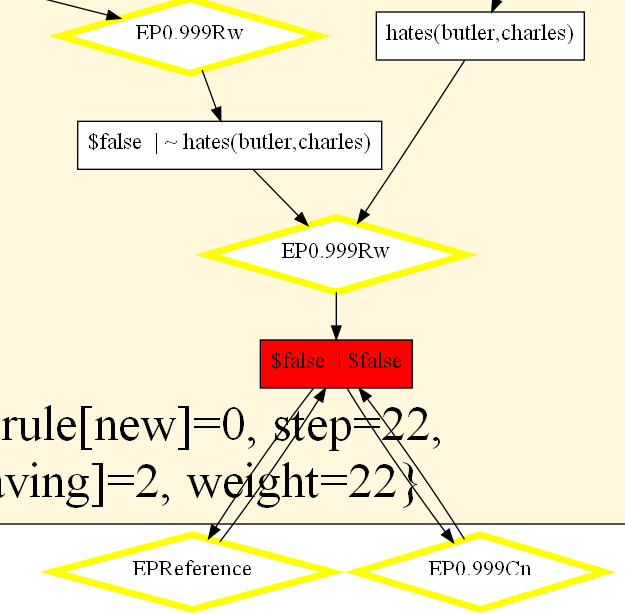 EP0.999Rw
hates(butler,charles)
$false | ~ hates(butler,charles)
EP0.999Rw
$false | $false
rule[new]=0, step=22,
aving]=2, weight=22}
EPReference
EP0.999Cn